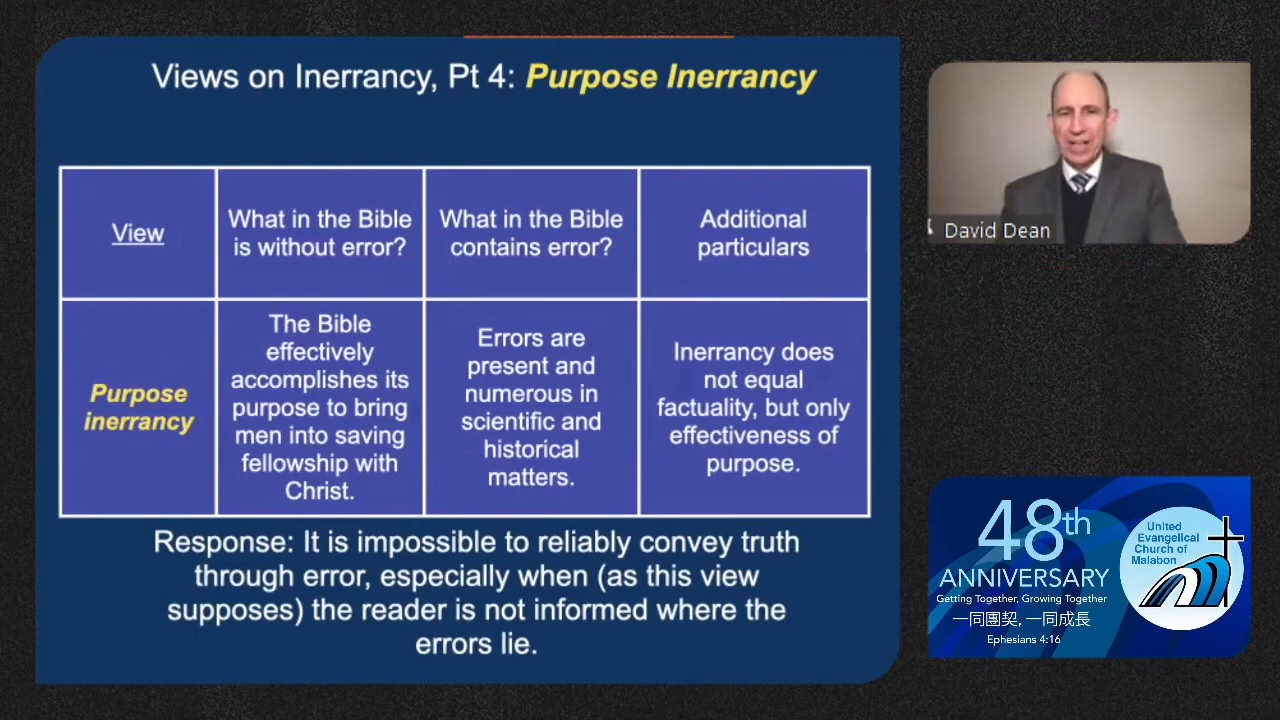 Views on Inerrancy, Pt 4: Purpose Inerrancy
View
What in the Bible
is without error?
What in the Bible
contains error?
Additional
particulars
Purpose
inerrancy
The Bible
effectively
accomplishes its
purpose to bring
men into saving
fellowship with
Christ.
Errors are
present and
numerous in
scientific and
historical
matters.
Inerrancy does
not equal
factuality, but only
effectiveness of
purpose.
Response: It is impossible to reliably convey truth
through error, especially when (as this view
supposes) the reader is not informed where the
errors lie.
David Dean
48th
ANNIVERSARY
Getting Together, Growing Together
一同團契, 一同成長
Ephesians 4:16
United
Evangelical
Church of
Malabon